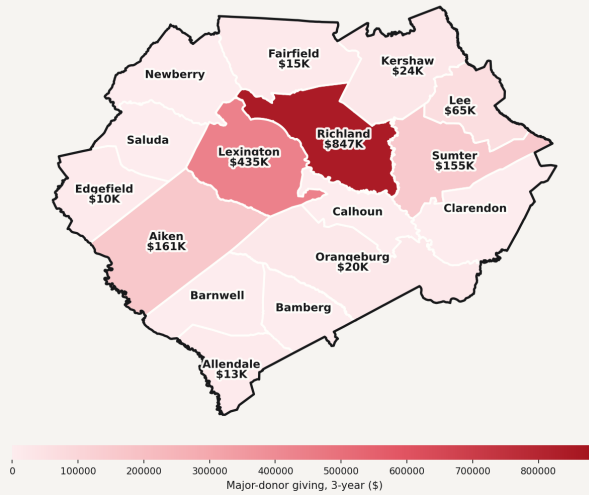 Fairfield
$15K
Kershaw
$24K
Newberry
Lee
$65K
Richland
$847K
Saluda
Lexington
$435K
Sumter
$155K
Edgefield
$10K
Calhoun
Clarendon
Aiken
$161K
Orangeburg
$20K
Barnwell
Bamberg
Allendale
$13K
0 100000 200000 300000 400000 500000 600000 700000 800000
Major-donor giving, 3-year ($)